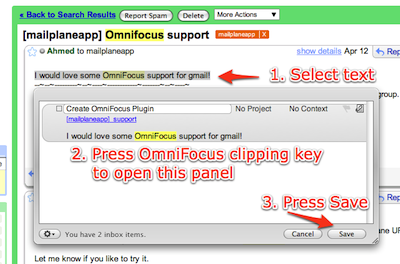 « Back to Search Results Report Spam Delete More Actions
[mailplaneapp] Omnifocus support mailplaneapp X
Ahmed to mailplaneapp show details Apr 12 Rep
I would love some OmniFocus support for gmail!
1. Select text
group.
Create OmniFocus Plugin No Project No Context
[mailplaneapp] support
I would love some OmniFocus support for gmail!
2. Press OmniFocus clipping key
to open this panel
3. Press Save
You have 2 inbox items. Cancel Save
ane UF
Let me know if you like to try it.